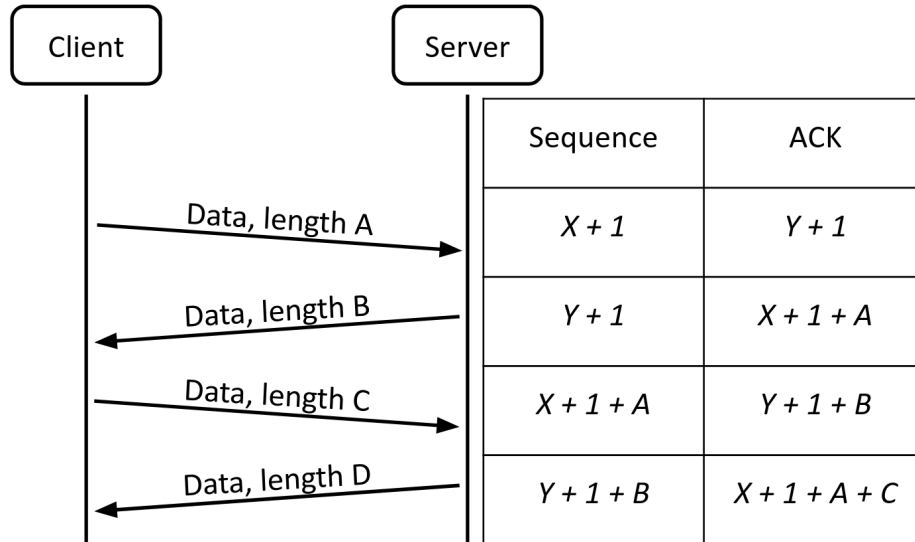 Client
Server
Sequence ACK
Data, length A
X + 1 Y + 1
Data, length B
Y + 1 X + 1 + A
Data, length C
X + 1 + A Y + 1 + B
Data, length D
Y + 1 + B X + 1 + A + C